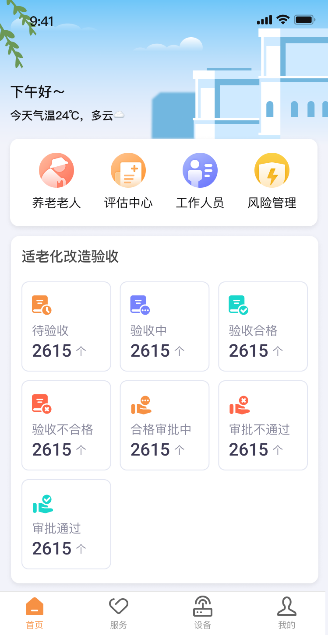 9:41
下午好～
今天气温24℃，多云
养老老人 评估中心 工作人员 风险管理
适老化改造验收
待验收 验收中 验收合格
2615 个 2615 个 2615 个
验收不合格 合格审批中 审批不通过
2615 个 2615 个 2615 个
审批通过
2615 个
首页 服务 设备 我的